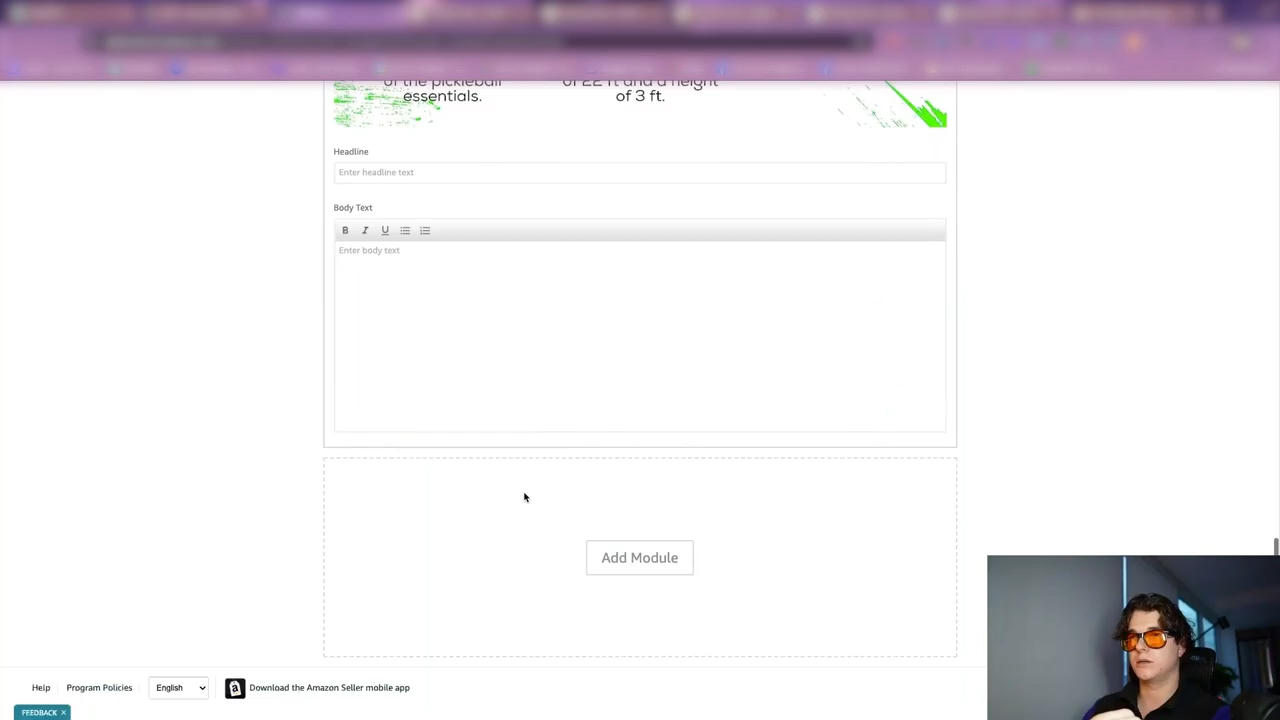 of the pickleball
essentials.
of 22 ft and a height
of 3 ft.
Headline
Enter headline text
Body Text
B I U
Enter body text
Add Module
Help
Program Policies
English
a
Download the Amazon Seller mobile app
FEEDBACK ×